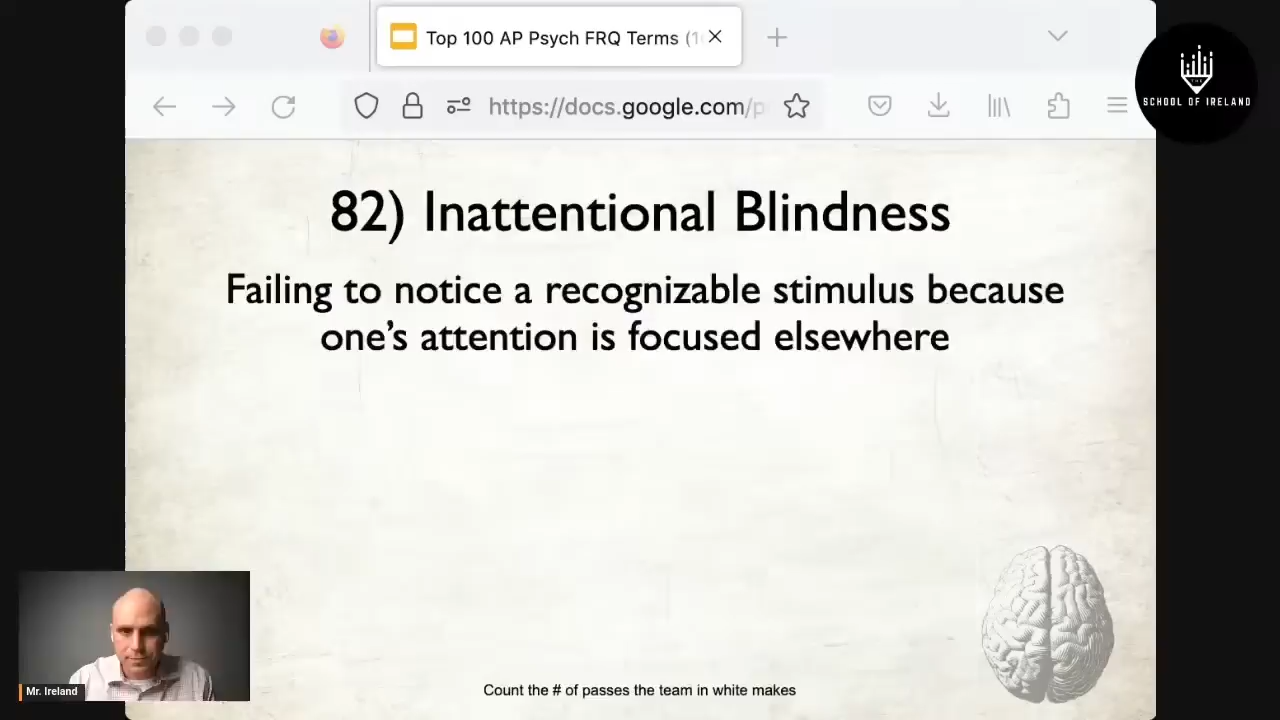 Top 100 AP Psych FRQ Terms (1
https://docs.google.com/p
THE
SCHOOL OF IRELAND
82) Inattentional Blindness
Failing to notice a recognizable stimulus because
one's attention is focused elsewhere
Mr. Ireland
Count the # of passes the team in white makes